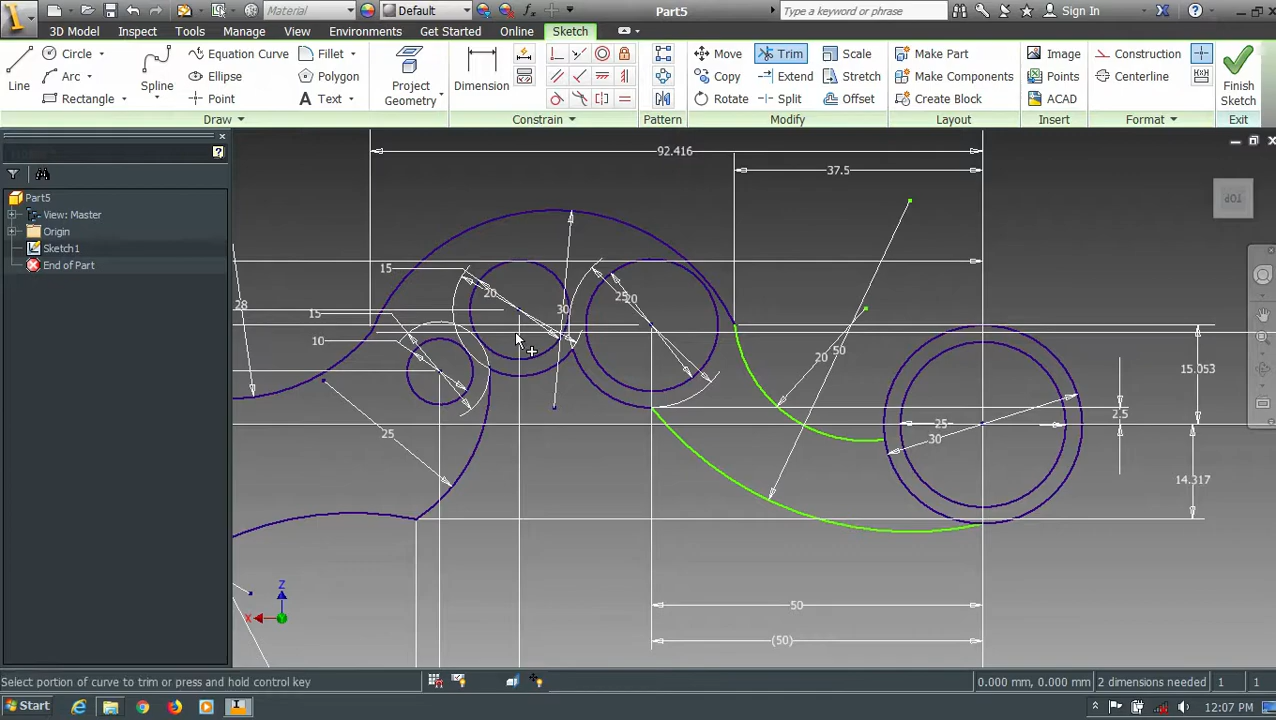 Material
Default
Part5
Type a keyword or phrase
Sign In
3D Model
Inspect
Tools
Manage
View
Environments
Get Started
Online
Sketch
Line
Circle
Arc
Rectangle
Spline
Equation Curve
Ellipse
Point
Fillet
Polygon
Text
Project
Geometry
Dimension
Move
Copy
Rotate
Trim
Extend
Split
Scale
Stretch
Offset
Make Part
Make Components
Create Block
Image
Points
ACAD
Construction
Centerline
Finish
Sketch
Draw
Constrain
Pattern
Modify
Layout
Insert
Format
Exit
Part5
View: Master
Origin
Sketch1
End of Part
TOP
92.416
37.5
15
20
30
25
20
28
15
10
25
20
50
25
30
15.053
2.5
14.317
50
(50)
Z
X
Select portion of curve to trim or press and hold control key
0.000 mm, 0.000 mm
2 dimensions needed
1
1
Start
12:07 PM